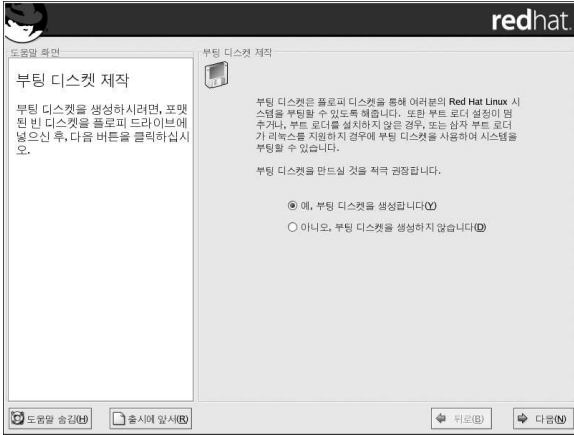 redhat.
도움말 화면
부팅 디스켓 제작
부팅 디스켓을 생성하시려면, 포맷
된 빈 디스켓을 플로피 드라이브에
넣으신 후, 다음 버튼을 클릭하십시
오.
부팅 디스켓 제작
부팅 디스켓은 플로피 디스켓을 통해 여러분의 Red Hat Linux 시
스템을 부팅할 수 있도록 해줍니다. 또한 부트 로더 설정이 멈
추거나, 부트 로더를 설치하지 않은 경우, 또는 삼자 부트 로더
가 리눅스를 지원하지 경우에 부팅 디스켓을 사용하여 시스템을
부팅할 수 있습니다.
부팅 디스켓을 만드실 것을 적극 권장합니다.
예, 부팅 디스켓을 생성합니다(Y)
아니오, 부팅 디스켓을 생성하지 않습니다(D)
도움말 숨김(H)
출시에 앞서(R)
뒤로(B)
다음(N)